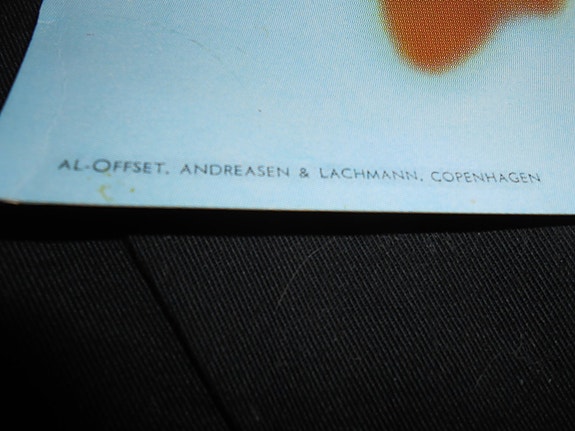 AL-OFFSET. ANDREASEN & LACHMANN. COPENHAGEN